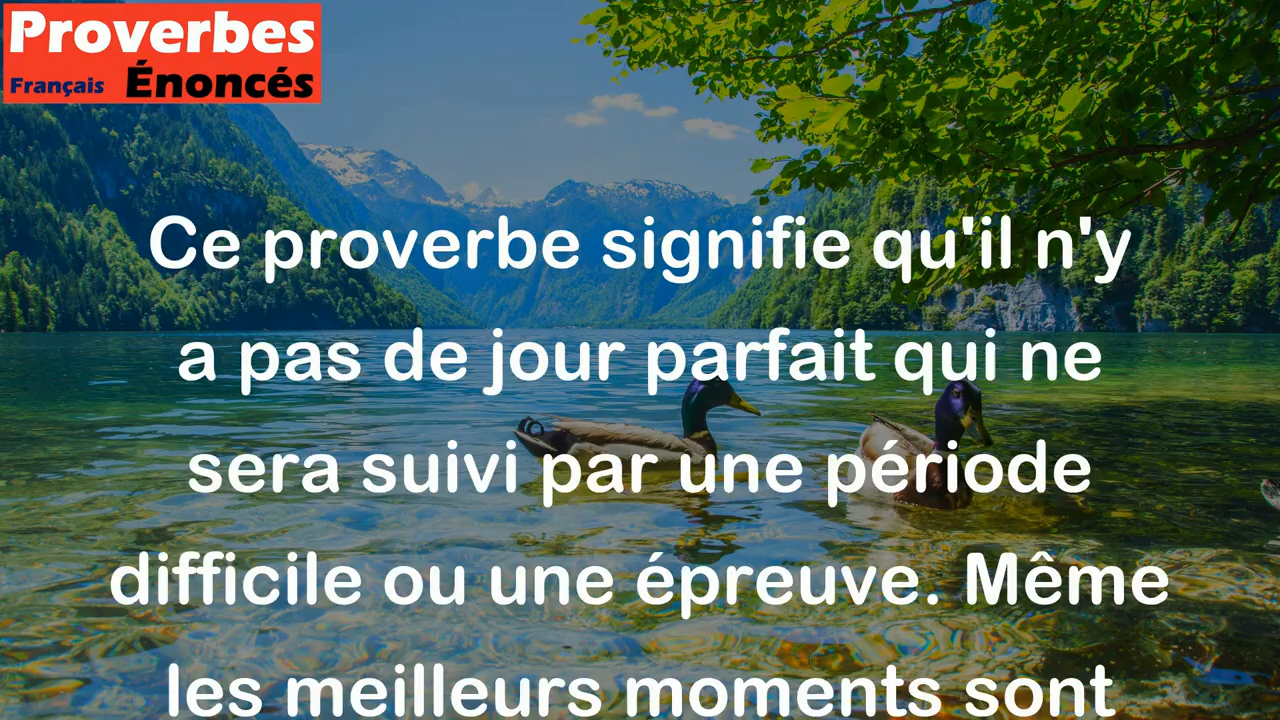 Proverbes
Français Énoncés
Ce proverbe signifie qu'il n'y
a pas de jour parfait qui ne
sera suivi par une période
difficile ou une épreuve. Même
les meilleurs moments sont